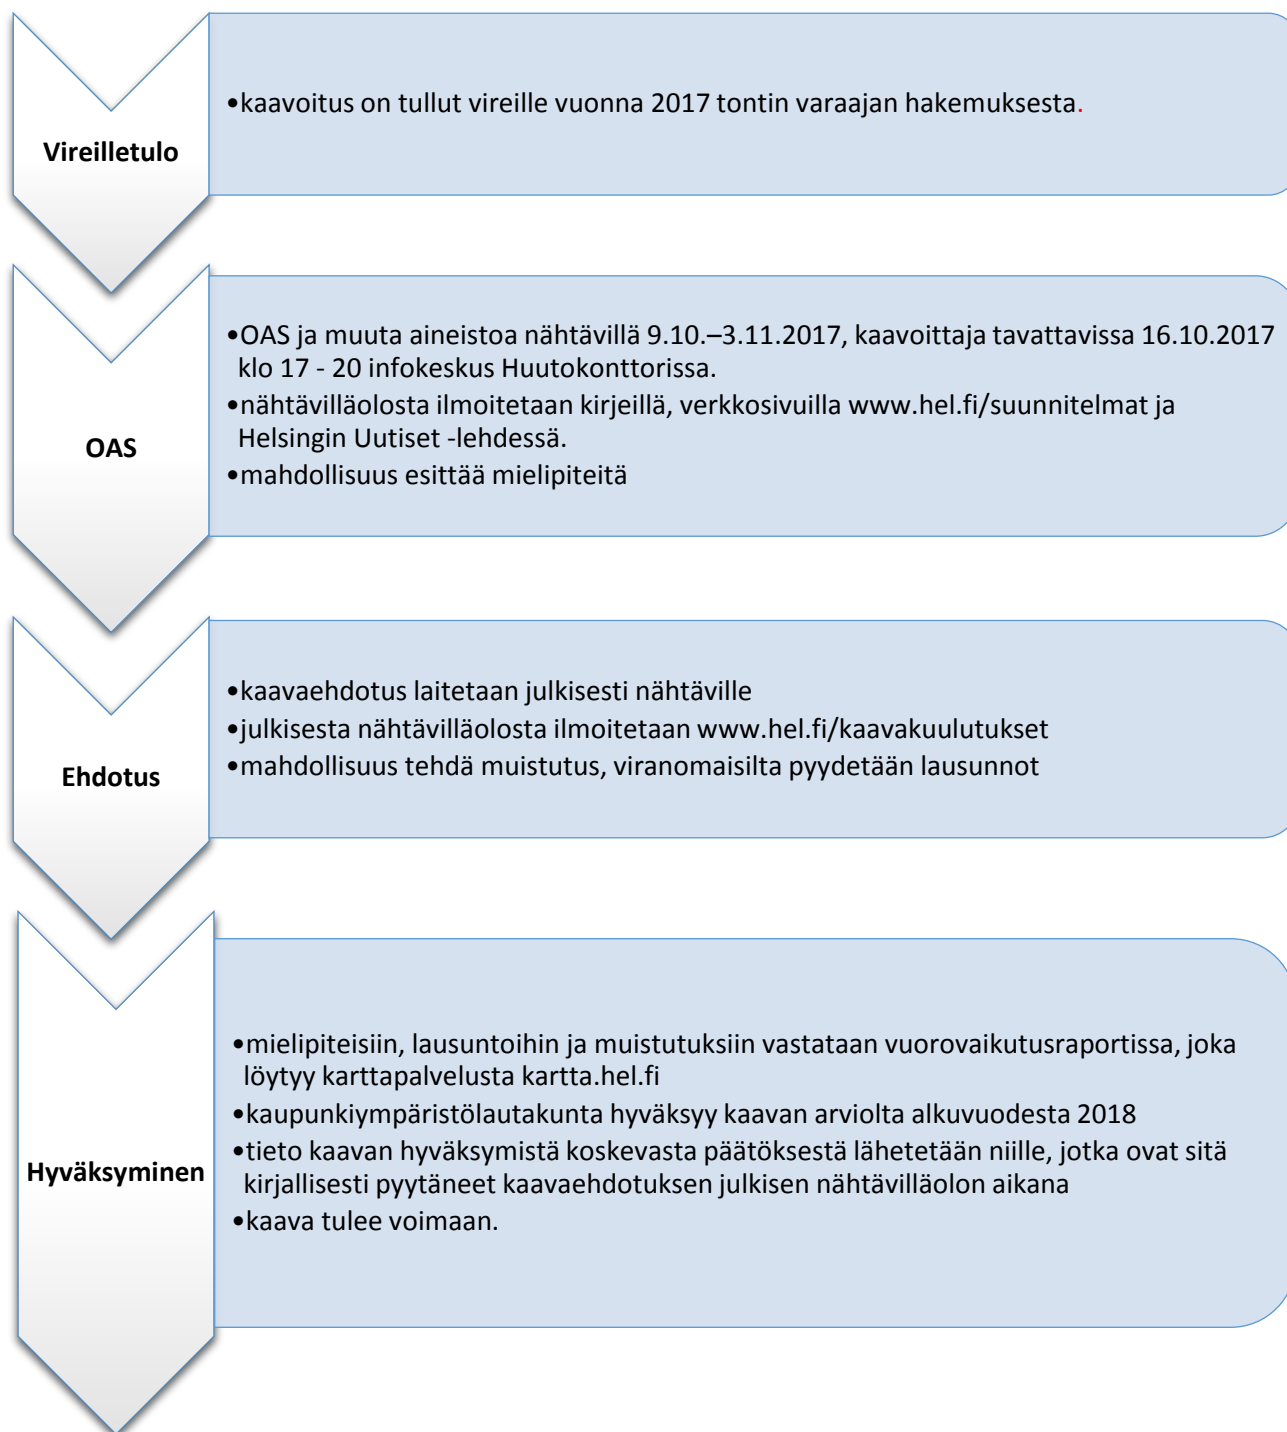 Vireilletulo
•kaavoitus on tullut vireille vuonna 2017 tontin varaajan hakemuksesta.
OAS
•OAS ja muuta aineistoa nähtävillä 9.10.–3.11.2017, kaavoittaja tavattavissa 16.10.2017
klo 17 - 20 infokeskus Huutokonttorissa.
•nähtävilläolosta ilmoitetaan kirjeillä, verkkosivuilla www.hel.fi/suunnitelmat ja
Helsingin Uutiset -lehdessä.
•mahdollisuus esittää mielipiteitä
Ehdotus
•kaavaehdotus laitetaan julkisesti nähtäville
•julkisesta nähtävilläolosta ilmoitetaan www.hel.fi/kaavakuulutukset
•mahdollisuus tehdä muistutus, viranomaisilta pyydetään lausunnot
Hyväksyminen
•mielipiteisiin, lausuntoihin ja muistutuksiin vastataan vuorovaikutusraportissa, joka
löytyy karttapalvelusta kartta.hel.fi
•kaupunkiympäristölautakunta hyväksyy kaavan arviolta alkuvuodesta 2018
•tieto kaavan hyväksymistä koskevasta päätöksestä lähetetään niille, jotka ovat sitä
kirjallisesti pyytäneet kaavaehdotuksen julkisen nähtävilläolon aikana
•kaava tulee voimaan.